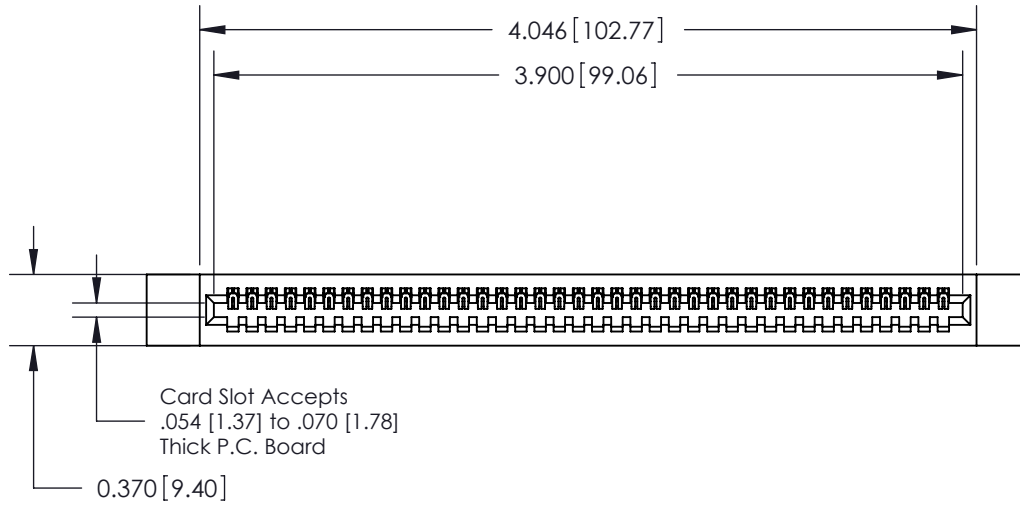 4.046 [102.77]
3.900 [99.06]
Card Slot Accepts
.054 [1.37] to .070 [1.78]
Thick P.C. Board
0.370 [9.40]